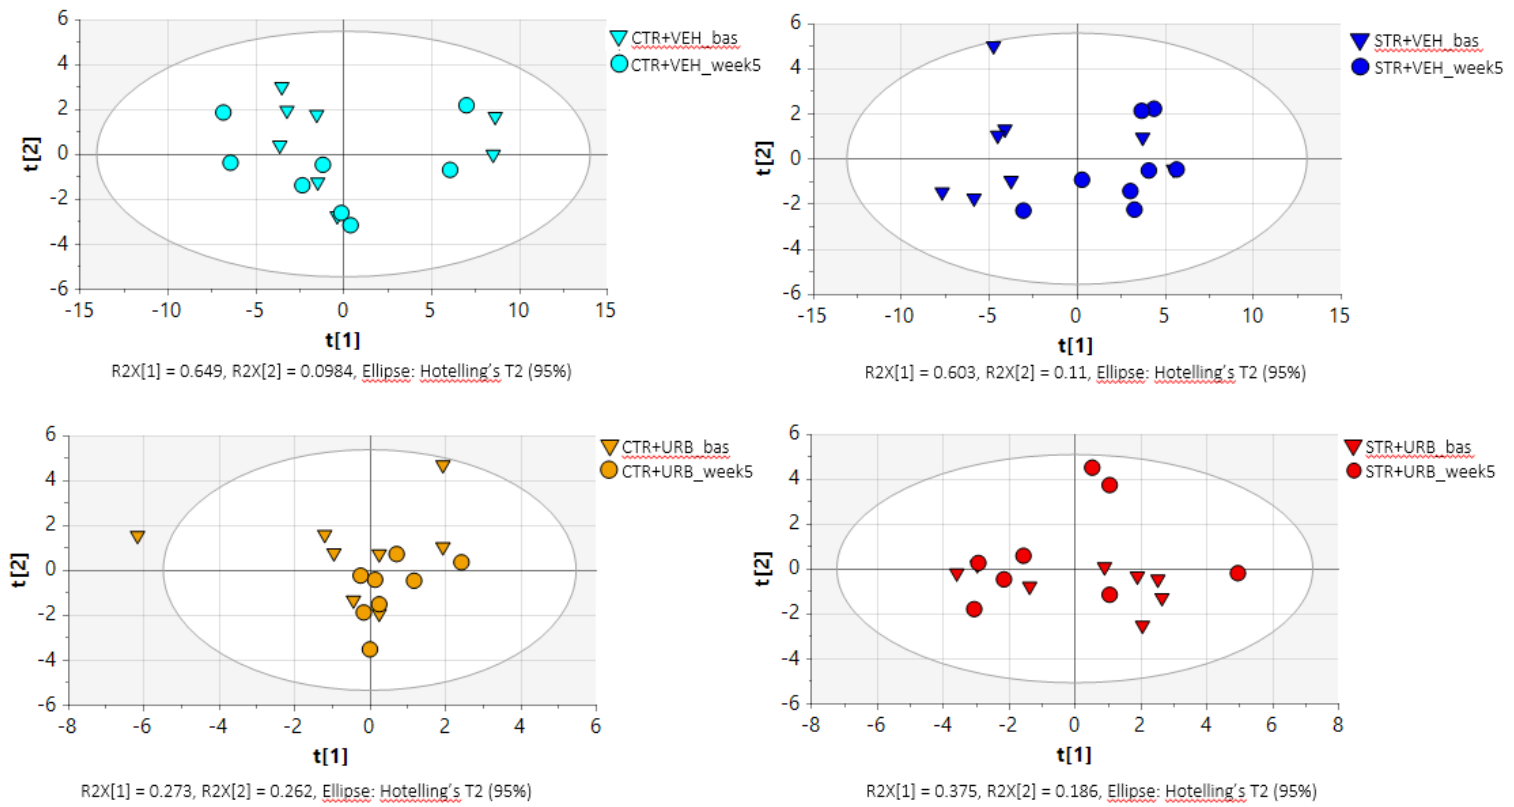 6
4
2
0
-2
-4
-6
t[2]
-15
-10
-5
0
5
10
15
t[1]
CTR+VEH_bas
CTR+VEH_week5
R2X[1] = 0.649, R2X[2] = 0.0984, Ellipse: Hotelling's T2 (95%)
6
4
2
0
-2
-4
-6
t[2]
-15
-10
-5
0
5
10
15
t[1]
STR+VEH_bas
STR+VEH_week5
R2X[1] = 0.603, R2X[2] = 0.11, Ellipse: Hotelling's T2 (95%)
6
4
2
0
-2
-4
-6
t[2]
-8
-6
-4
-2
0
2
4
6
t[1]
CTR+URB_bas
CTR+URB_week5
R2X[1] = 0.273, R2X[2] = 0.262, Ellipse: Hotelling's T2 (95%)
6
4
2
0
-2
-4
-6
t[2]
-8
-6
-4
-2
0
2
4
6
8
t[1]
STR+URB_bas
STR+URB_week5
R2X[1] = 0.375, R2X[2] = 0.186, Ellipse: Hotelling's T2 (95%)